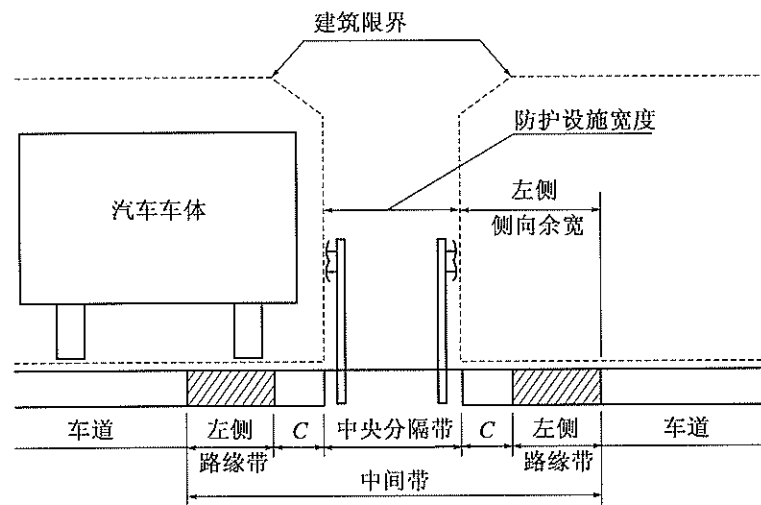 建筑限界
防护设施宽度
左侧
侧向余宽
汽车车体
车道
左侧
路缘带
C
中央分隔带
C
左侧
路缘带
车道
中间带